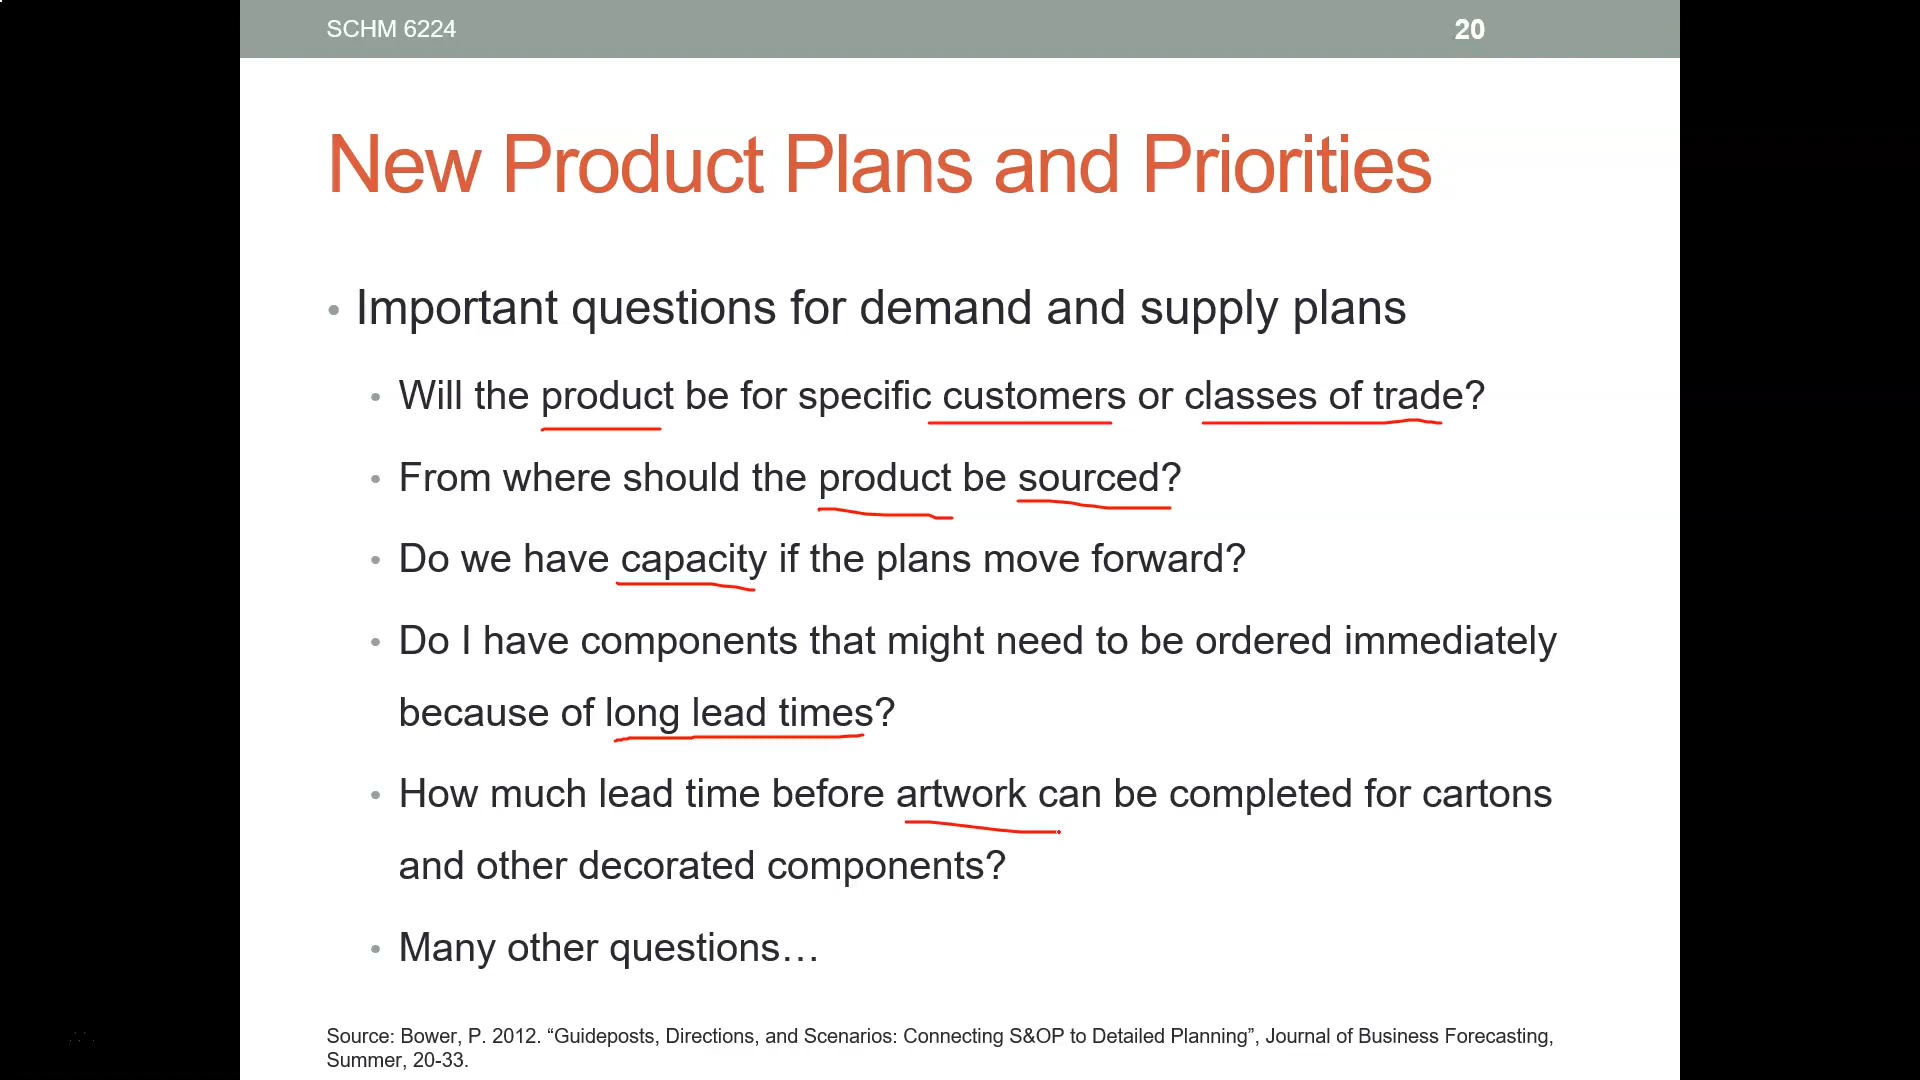 SCHM 6224
20
New Product Plans and Priorities
• Important questions for demand and supply plans
• Will the product be for specific customers or classes of trade?
• From where should the product be sourced?
• Do we have capacity if the plans move forward?
• Do I have components that might need to be ordered immediately
because of long lead times?
• How much lead time before artwork can be completed for cartons
and other decorated components?
• Many other questions…
Source: Bower, P. 2012. “Guideposts, Directions, and Scenarios: Connecting S&OP to Detailed Planning”, Journal of Business Forecasting,
Summer, 20-33.